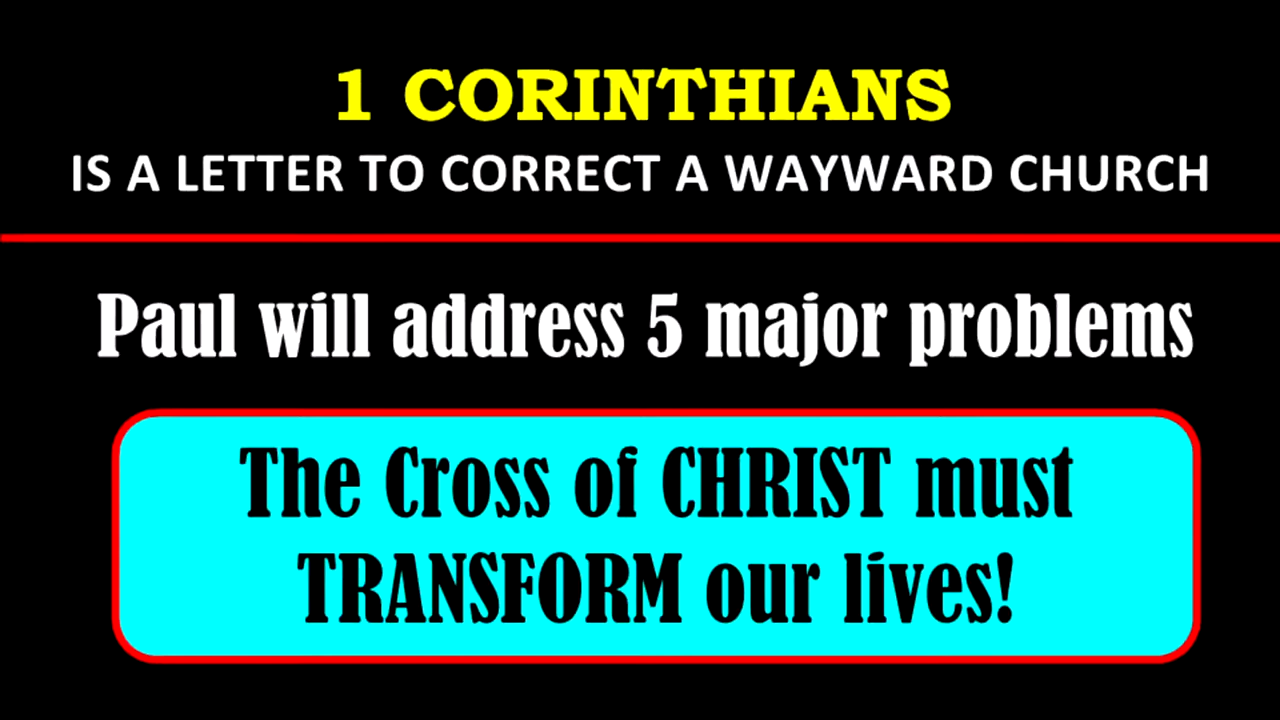 1 CORINTHIANS
IS A LETTER TO CORRECT A WAYWARD CHURCH
Paul will address 5 major problems
The Cross of CHRIST must
TRANSFORM our lives!